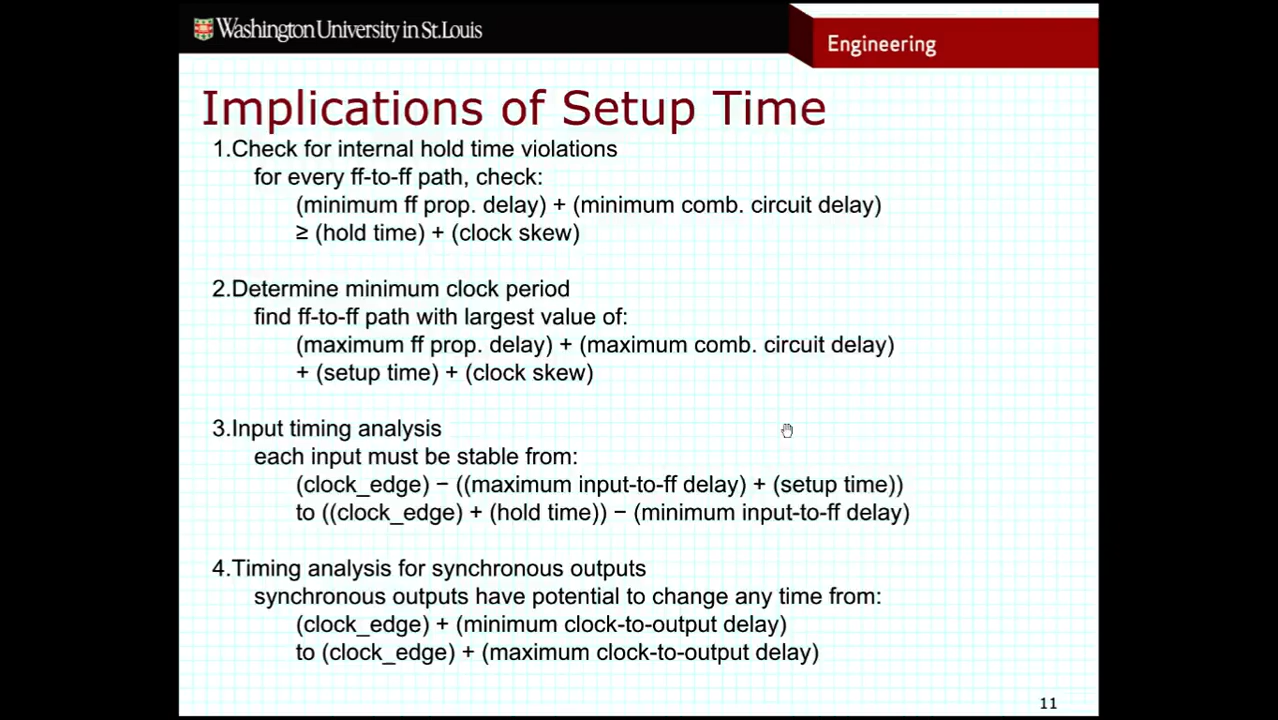 Washington University in St.Louis
Engineering
Implications of Setup Time
1.Check for internal hold time violations
for every ff-to-ff path, check:
(minimum ff prop. delay) + (minimum comb. circuit delay)
≥ (hold time) + (clock skew)
2.Determine minimum clock period
find ff-to-ff path with largest value of:
(maximum ff prop. delay) + (maximum comb. circuit delay)
+ (setup time) + (clock skew)
3.Input timing analysis
each input must be stable from:
(clock_edge) − ((maximum input-to-ff delay) + (setup time))
to ((clock_edge) + (hold time)) − (minimum input-to-ff delay)
4.Timing analysis for synchronous outputs
synchronous outputs have potential to change any time from:
(clock_edge) + (minimum clock-to-output delay)
to (clock_edge) + (maximum clock-to-output delay)
11